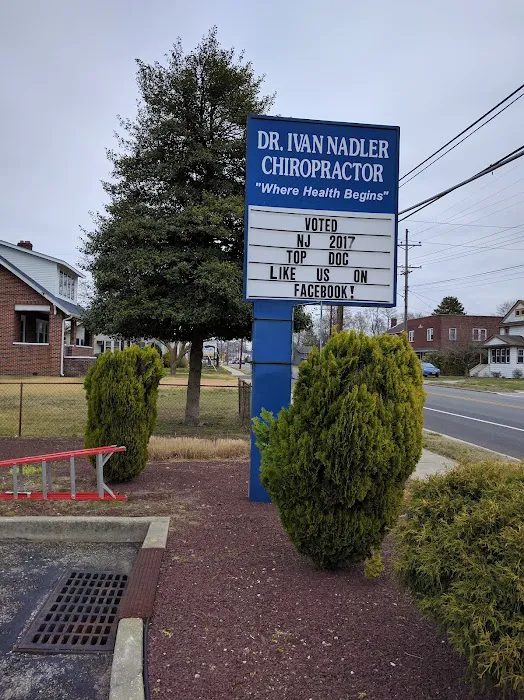 DR. IVAN NADLER
CHIROPRACTOR
"Where Health Begins"
VOTED
NJ 2017
TOP DOC
LIKE US ON
FACEBOOK!